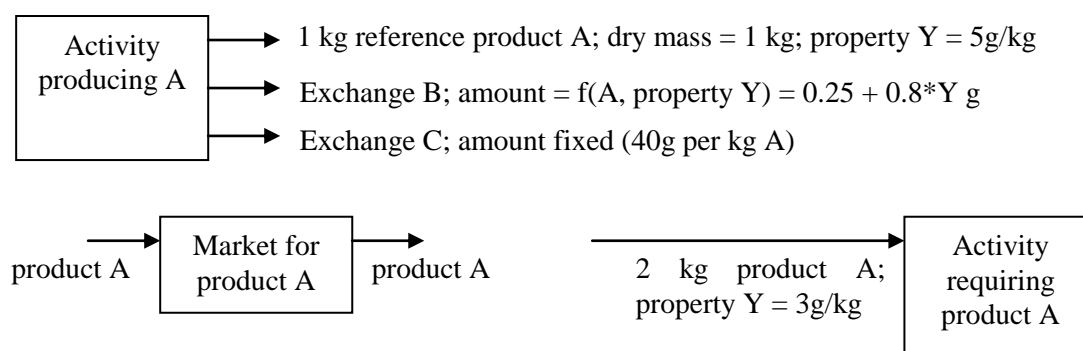 Activity
producing A
1 kg reference product A; dry mass = 1 kg; property Y = 5g/kg
Exchange B; amount = f(A, property Y) = 0.25 + 0.8*Y g
Exchange C; amount fixed (40g per kg A)
product A
Market for
product A
product A
2 kg product A;
property Y = 3g/kg
Activity
requiring
product A